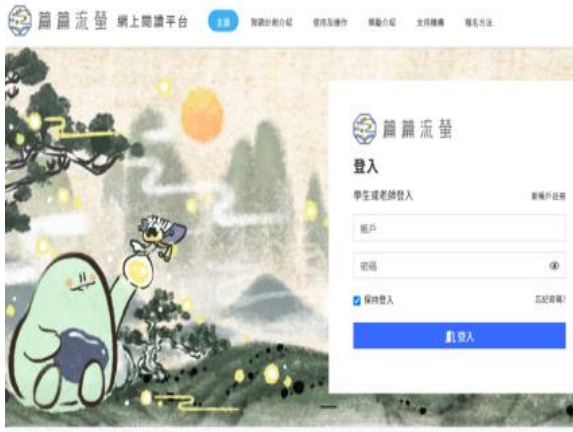 篇篇流螢 網上閱讀平台 主頁 閱讀計劃介紹 使用及操作 獎勵介紹 支持機構 報名方法
篇篇流螢
登入
學生或老師登入 新帳戶註冊
帳戶
密碼
保持登入 忘記密碼?
登入